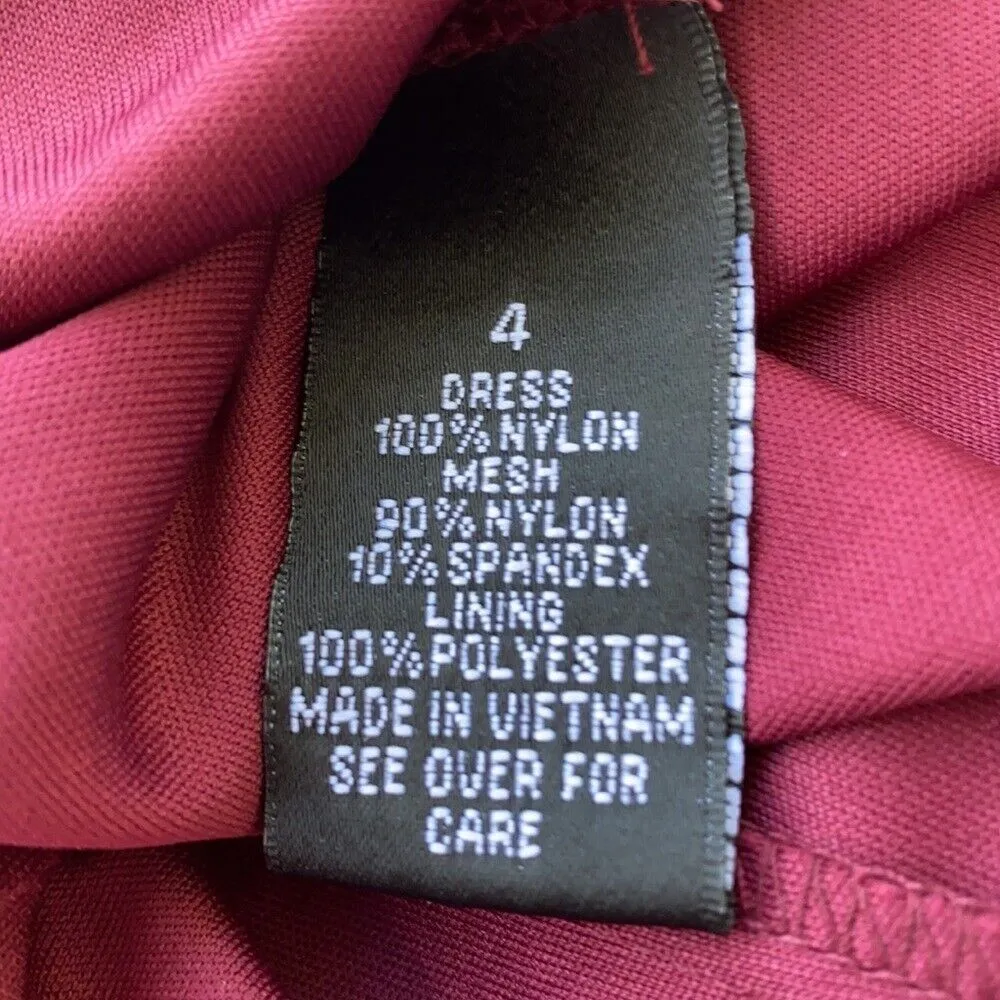 4
DRESS
100% NYLON
MESH
90% NYLON
10% SPANDEX
LINING
100% POLYESTER
MADE IN VIETNAM
SEE OVER FOR
CARE